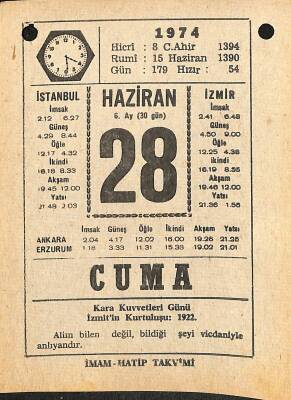 1974
Hicrî : 8 C.Ahir 1394
Rumî : 15 Haziran 1390
Gün : 179 Hızır : 54
İSTANBUL
İmsak
2.12 6.27
Güneş
4.29 8.44
Öğle
12.17 4.32
İkindi
16.18 8.33
Akşam
19.45 12.00
Yatsı
21.48 2.03
HAZİRAN
6. Ay (30 gün)
28
İZMİR
İmsak
2.41 6.48
Güneş
4.50 9.00
Öğle
12.25 4.38
İkindi
16.19 8.35
Akşam
19.46 12.00
Yatsı
21.36 1.56
İmsak Güneş Öğle İkindi Akşam Yatsı
ANKARA 2.04 4.17 12.02 16.00 19.28 21.25
ERZURUM 1.18 3.33 11.31 15.33 19.02 21.01
CUMA
Kara Kuvvetleri Günü
İzmit'in Kurtuluşu: 1922.
Alim bilen değil, bildiği şeyi vicdaniyle
anlıyandır.
İMAM-HATİP TAKVİMİ